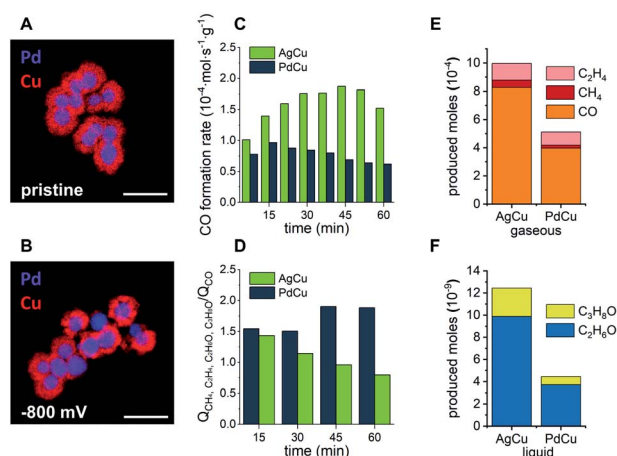 A
Pd
Cu
pristine
B
Pd
Cu
-800 mV
C
CO formation rate (10⁻⁴·mol·s⁻¹·g⁻¹)
2.5
2.0
1.5
1.0
0.5
0.0
AgCu
PdCu
15 30 45 60
time (min)
D
Q_CH₄, C₂H₄, C₂H₆O, C₃H₈O/Q_CO
2.5
2.0
1.5
1.0
0.5
0.0
AgCu
PdCu
15 30 45 60
time (min)
E
produced moles (10⁻⁴)
10
8
6
4
2
0
C₂H₄
CH₄
CO
AgCu PdCu
gaseous
F
produced moles (10⁻⁹)
14
12
10
8
6
4
2
0
C₃H₈O
C₂H₆O
AgCu PdCu
liquid